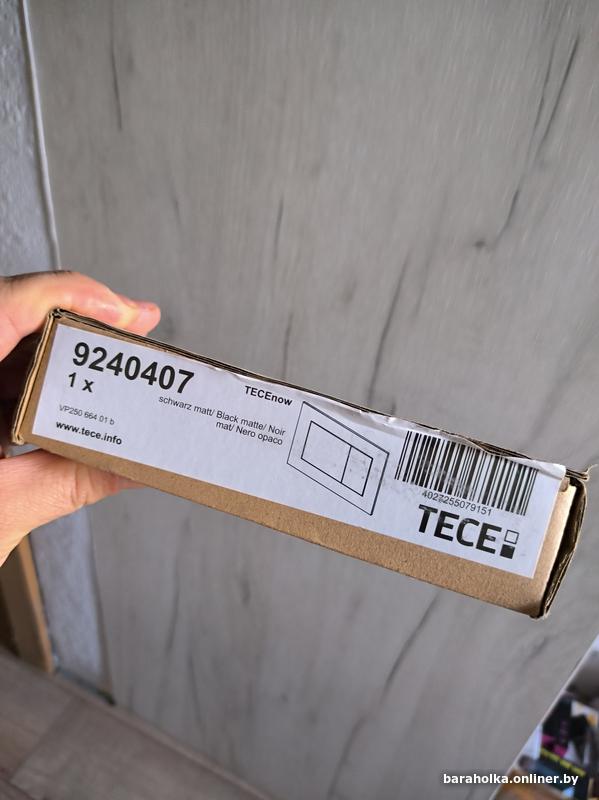 9240407
1 x
TECEnow
schwarz matt/ Black matte/ Noir
mat/ Nero opaco
VP250 664 01 b
www.tece.info
4027255079151
TECE
baraholka.onliner.by